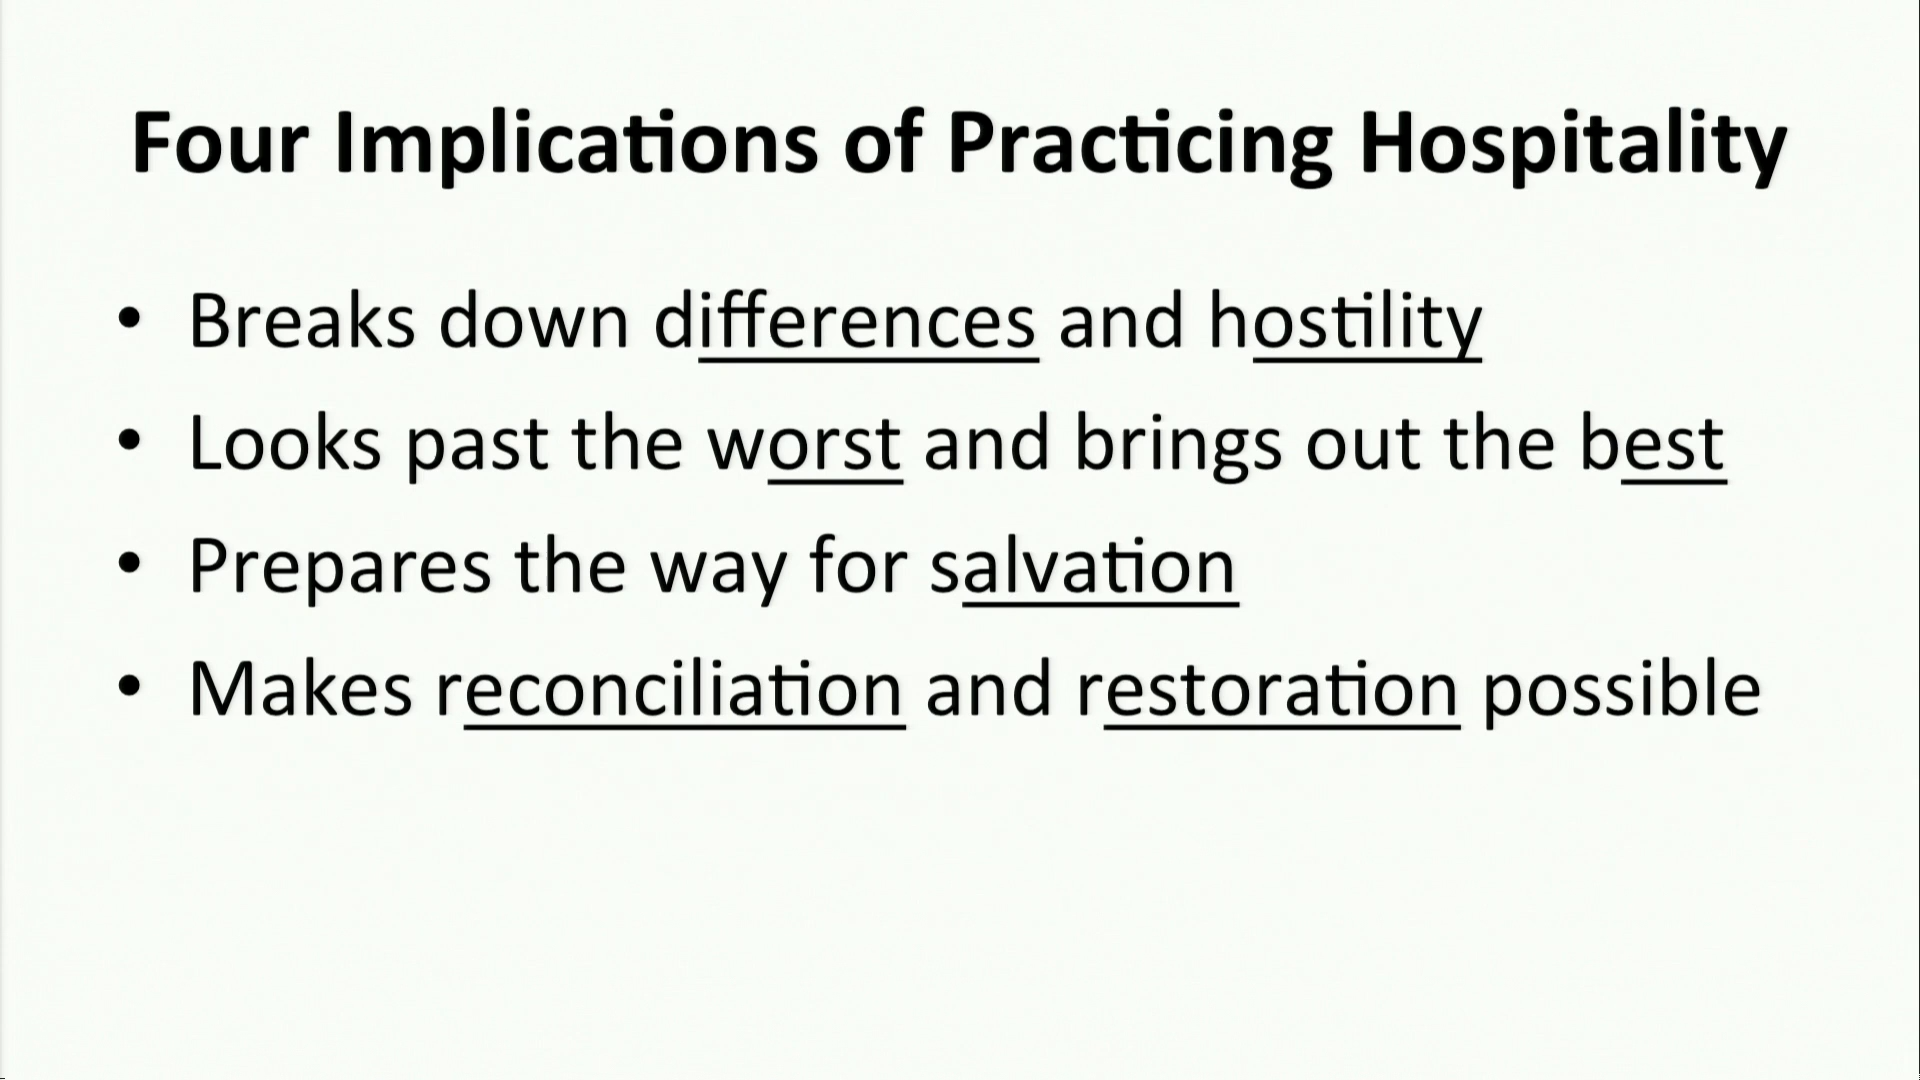 Four Implications of Practicing Hospitality
• Breaks down differences and hostility
• Looks past the worst and brings out the best
• Prepares the way for salvation
• Makes reconciliation and restoration possible